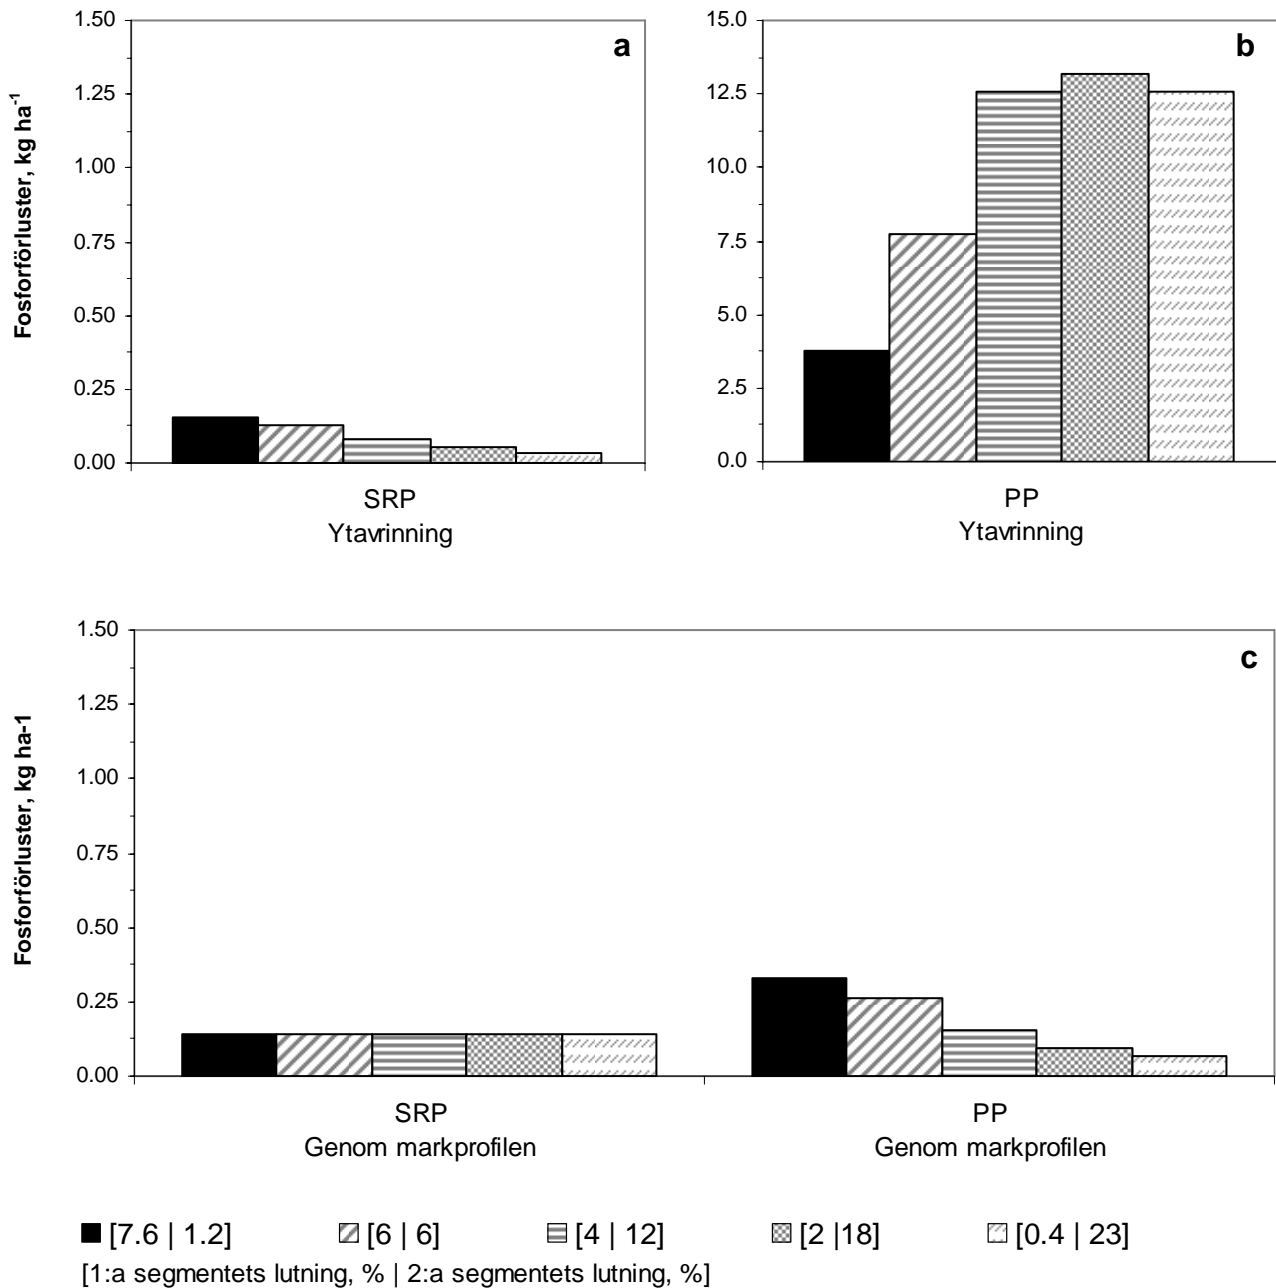 a
1.50
1.25
1.00
0.75
0.50
0.25
0.00
Fosforförluster, kg ha-1
SRP
Ytavrinning
b
15.0
12.5
10.0
7.5
5.0
2.5
0.0
PP
Ytavrinning
c
1.50
1.25
1.00
0.75
0.50
0.25
0.00
Fosforförluster, kg ha-1
SRP
Genom markprofilen
PP
Genom markprofilen
[7.6 | 1.2]
[6 | 6]
[4 | 12]
[2 |18]
[0.4 | 23]
[1:a segmentets lutning, % | 2:a segmentets lutning, %]